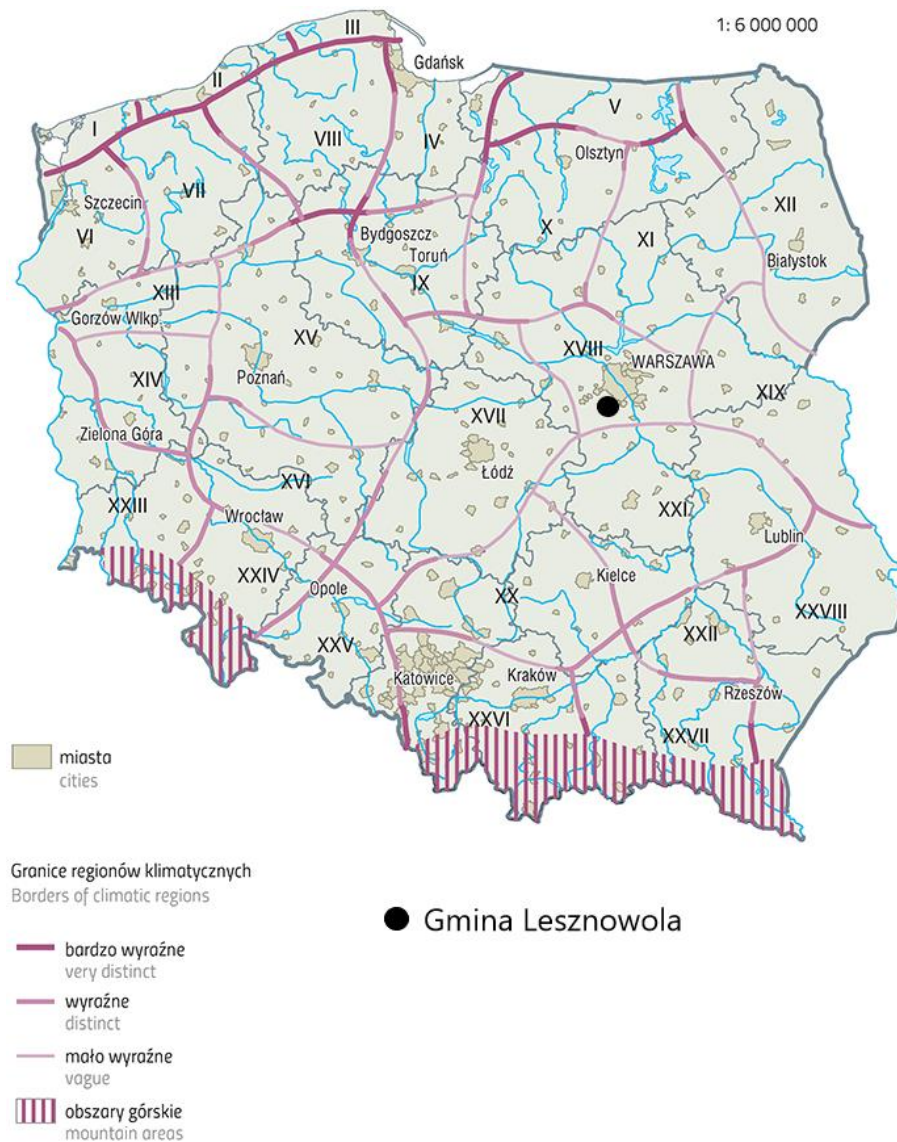 1: 6 000 000
III
Gdańsk
II
I
V
VIII
IV
Olsztyn
VII
Szczecin
XII
VI
Bydgoszcz
X
XI
Toruń
Białystok
IX
XIII
Gorzów Wlkp.
XV
XVIII
WARSZAWA
Poznań
XIV
XIX
XVII
Zielona Góra
Łódź
XVI
XXIII
Wrocław
XXI
Lublin
XXIV
Opole
Kielce
XX
XXVIII
XXII
XXV
Katowice
Kraków
Rzeszów
XXVI
XXVII
miasta
cities
Granice regionów klimatycznych
Borders of climatic regions
Gmina Lesznowola
bardzo wyraźne
very distinct
wyraźne
distinct
mało wyraźne
vague
obszary górskie
mountain areas